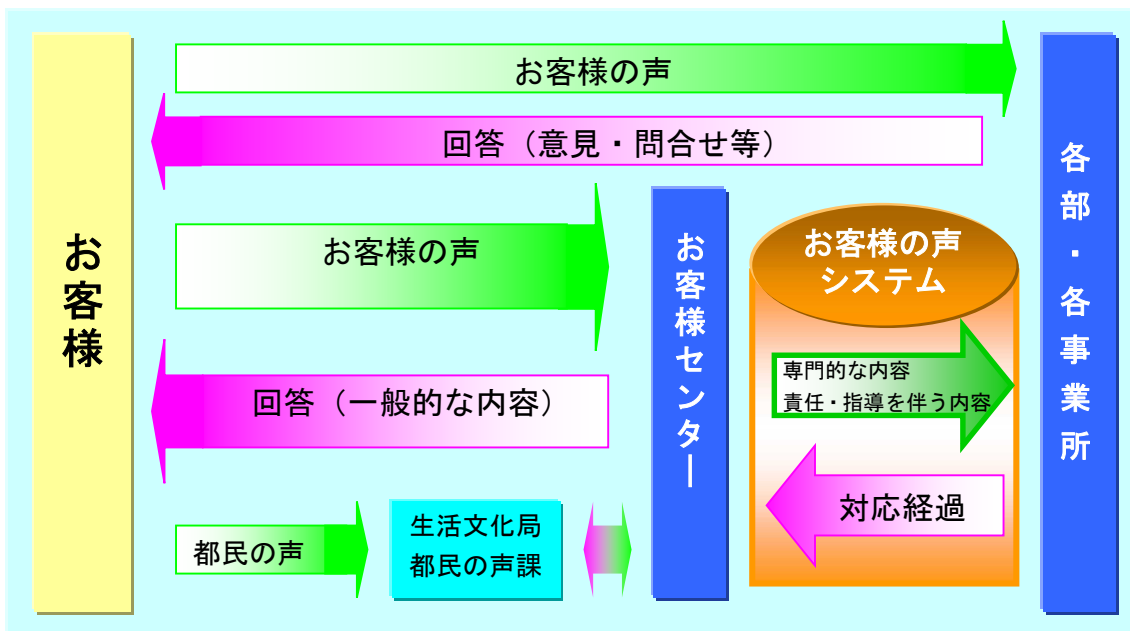 お客様
お客様の声
回答（意見・問合せ等）
お客様の声
回答（一般的な内容）
都民の声
生活文化局
都民の声課
お客様センター
お客様の声
システム
専門的な内容
責任・指導を伴う内容
対応経過
各部・各事業所